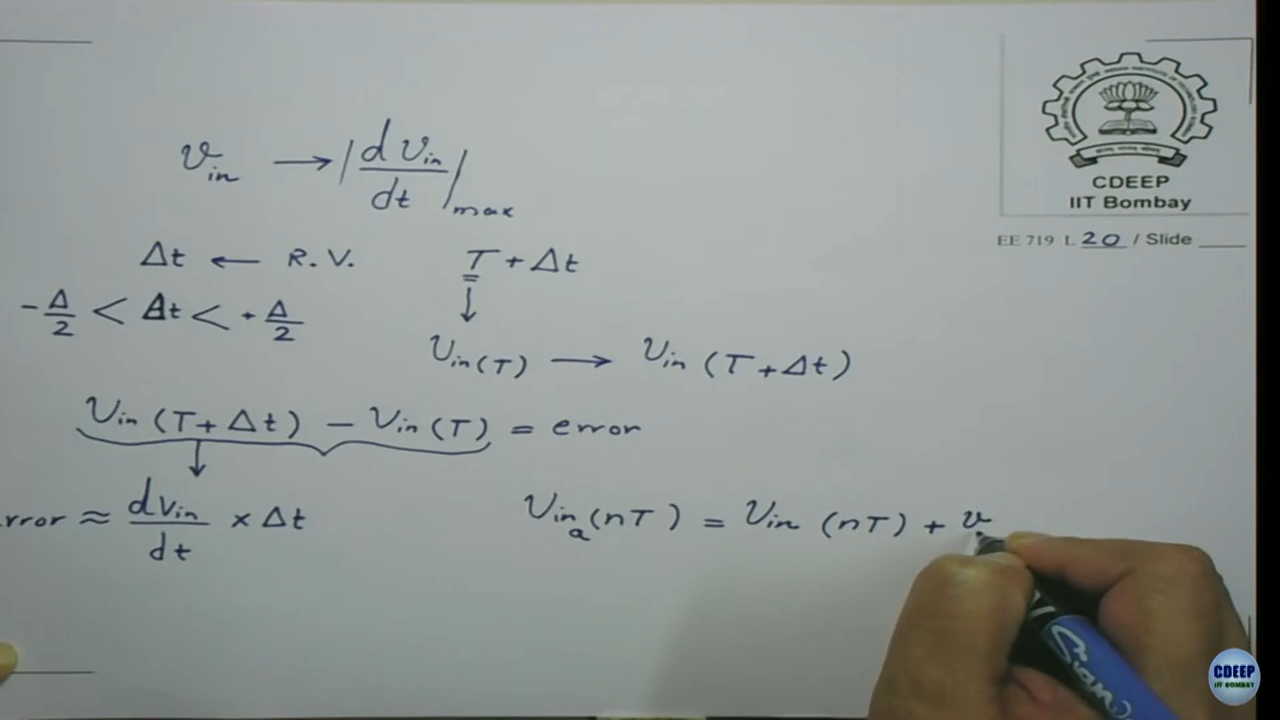 v_in → |d v_in / dt|_max
Δt ← R.V.    T + Δt
-Δ/2 < Δt < +Δ/2
↓
v_in(T) → v_in (T+Δt)
v_in (T+Δt) - v_in (T) = error
↓
rror ≈ dv_in/dt × Δt    v_in_a (nT) = v_in (nT) + v
CDEEP
IIT Bombay
EE 719 L 20 / Slide
CDEEP
IIT BOMBAY